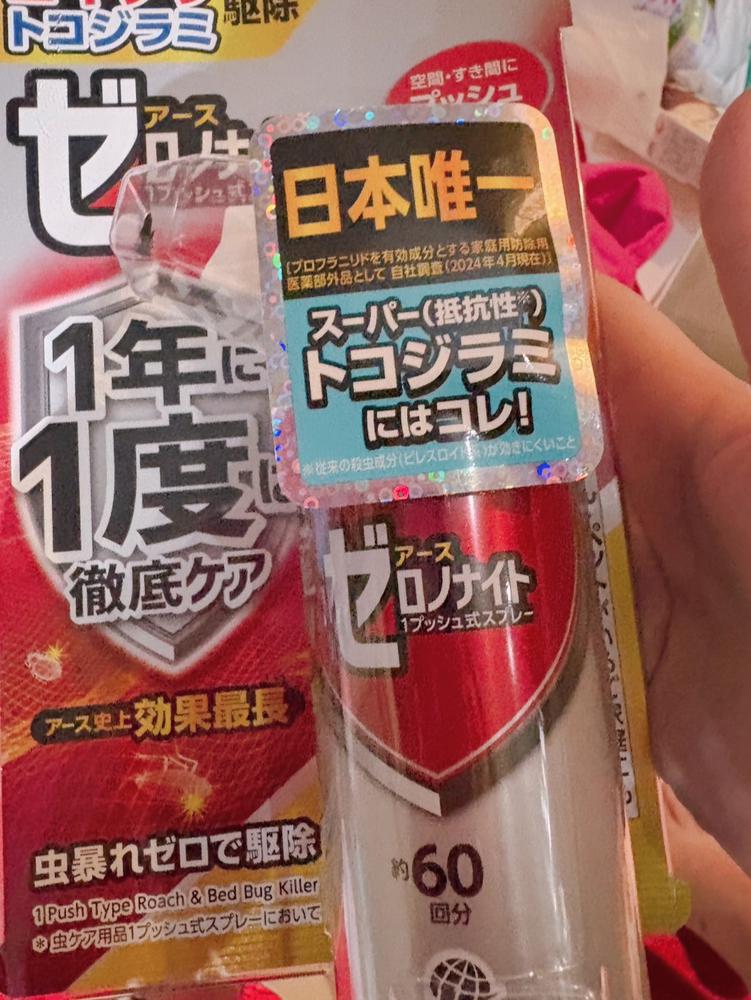 トコジラミ
駆除
空間・すき間に
プッシュ
アース
ゼ
1プッシュ式
日本唯一
〔ブロフラニリドを有効成分とする家庭用防除用
医薬部外品として 自社調査(2024年4月現在)〕
スーパー(抵抗性※)
トコジラミ
にはコレ!
※従来の殺虫成分(ピレスロイド系)が効きにくいこと
1年に
1度
徹底ケア
アース
ゼロノナイト
1プッシュ式スプレー
アース史上効果最長
虫暴れゼロで駆除
1 Push Type Roach & Bed Bug Killer
＊虫ケア用品1プッシュ式スプレーにおいて
約60
回分